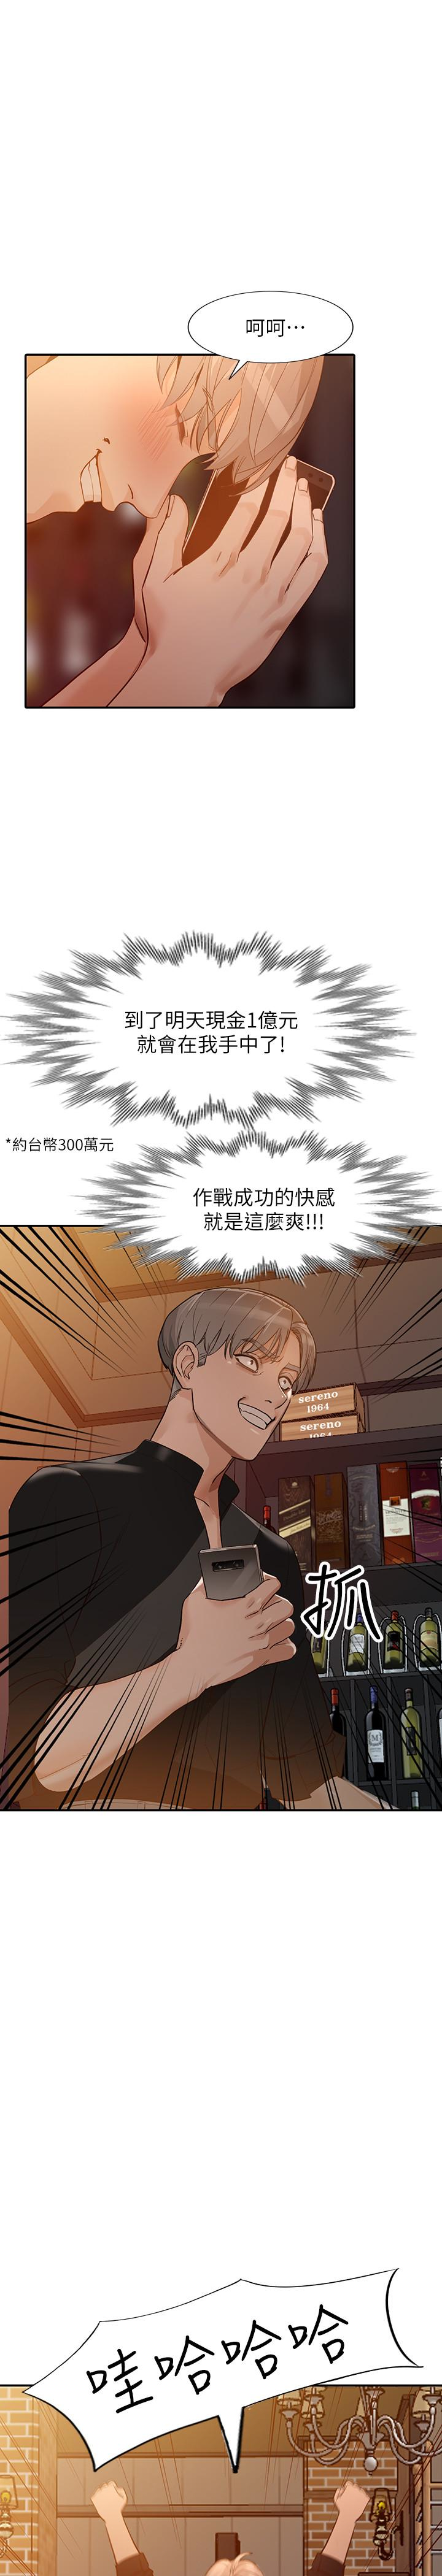 呵呵…
到了明天現金1億元
就會在我手中了!
*約台幣300萬元
作戰成功的快感
就是這麼爽!!!
sereno
1964
sereno
1964
抓
哇哈哈哈